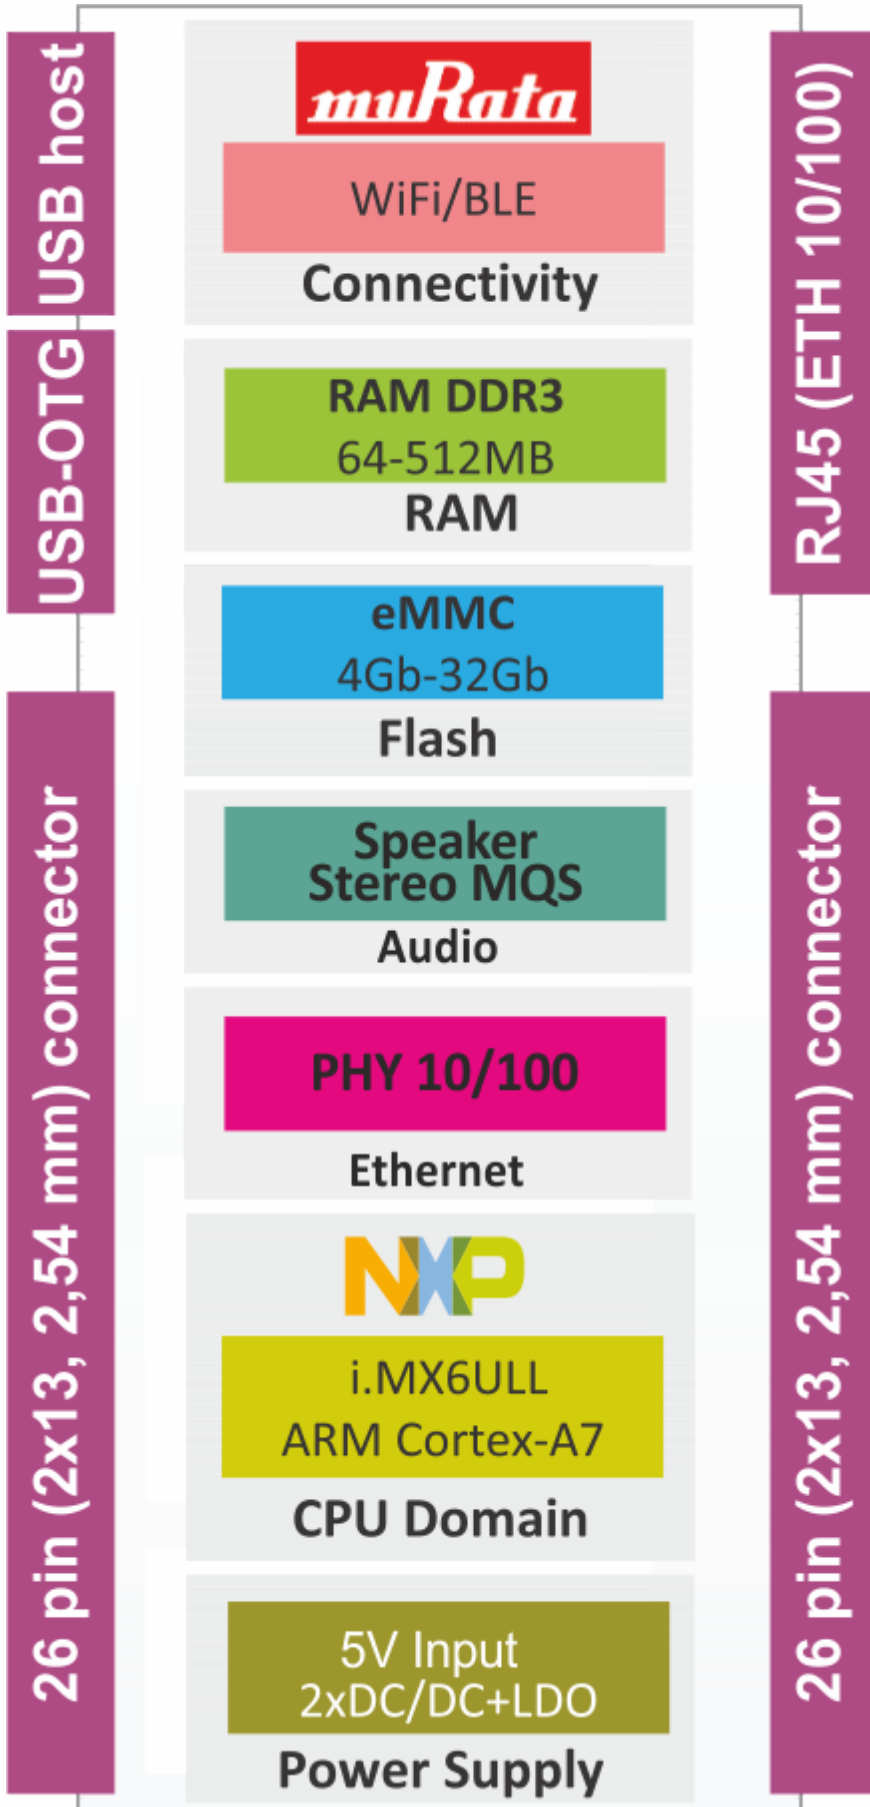 USB host
USB-OTG
26 pin (2x13, 2,54 mm) connector
muRata
WiFi/BLE
Connectivity
RAM DDR3
64-512MB
RAM
eMMC
4Gb-32Gb
Flash
Speaker
Stereo MQS
Audio
PHY 10/100
Ethernet
NXP
i.MX6ULL
ARM Cortex-A7
CPU Domain
5V Input
2xDC/DC+LDO
Power Supply
RJ45 (ETH 10/100)
26 pin (2x13, 2,54 mm) connector